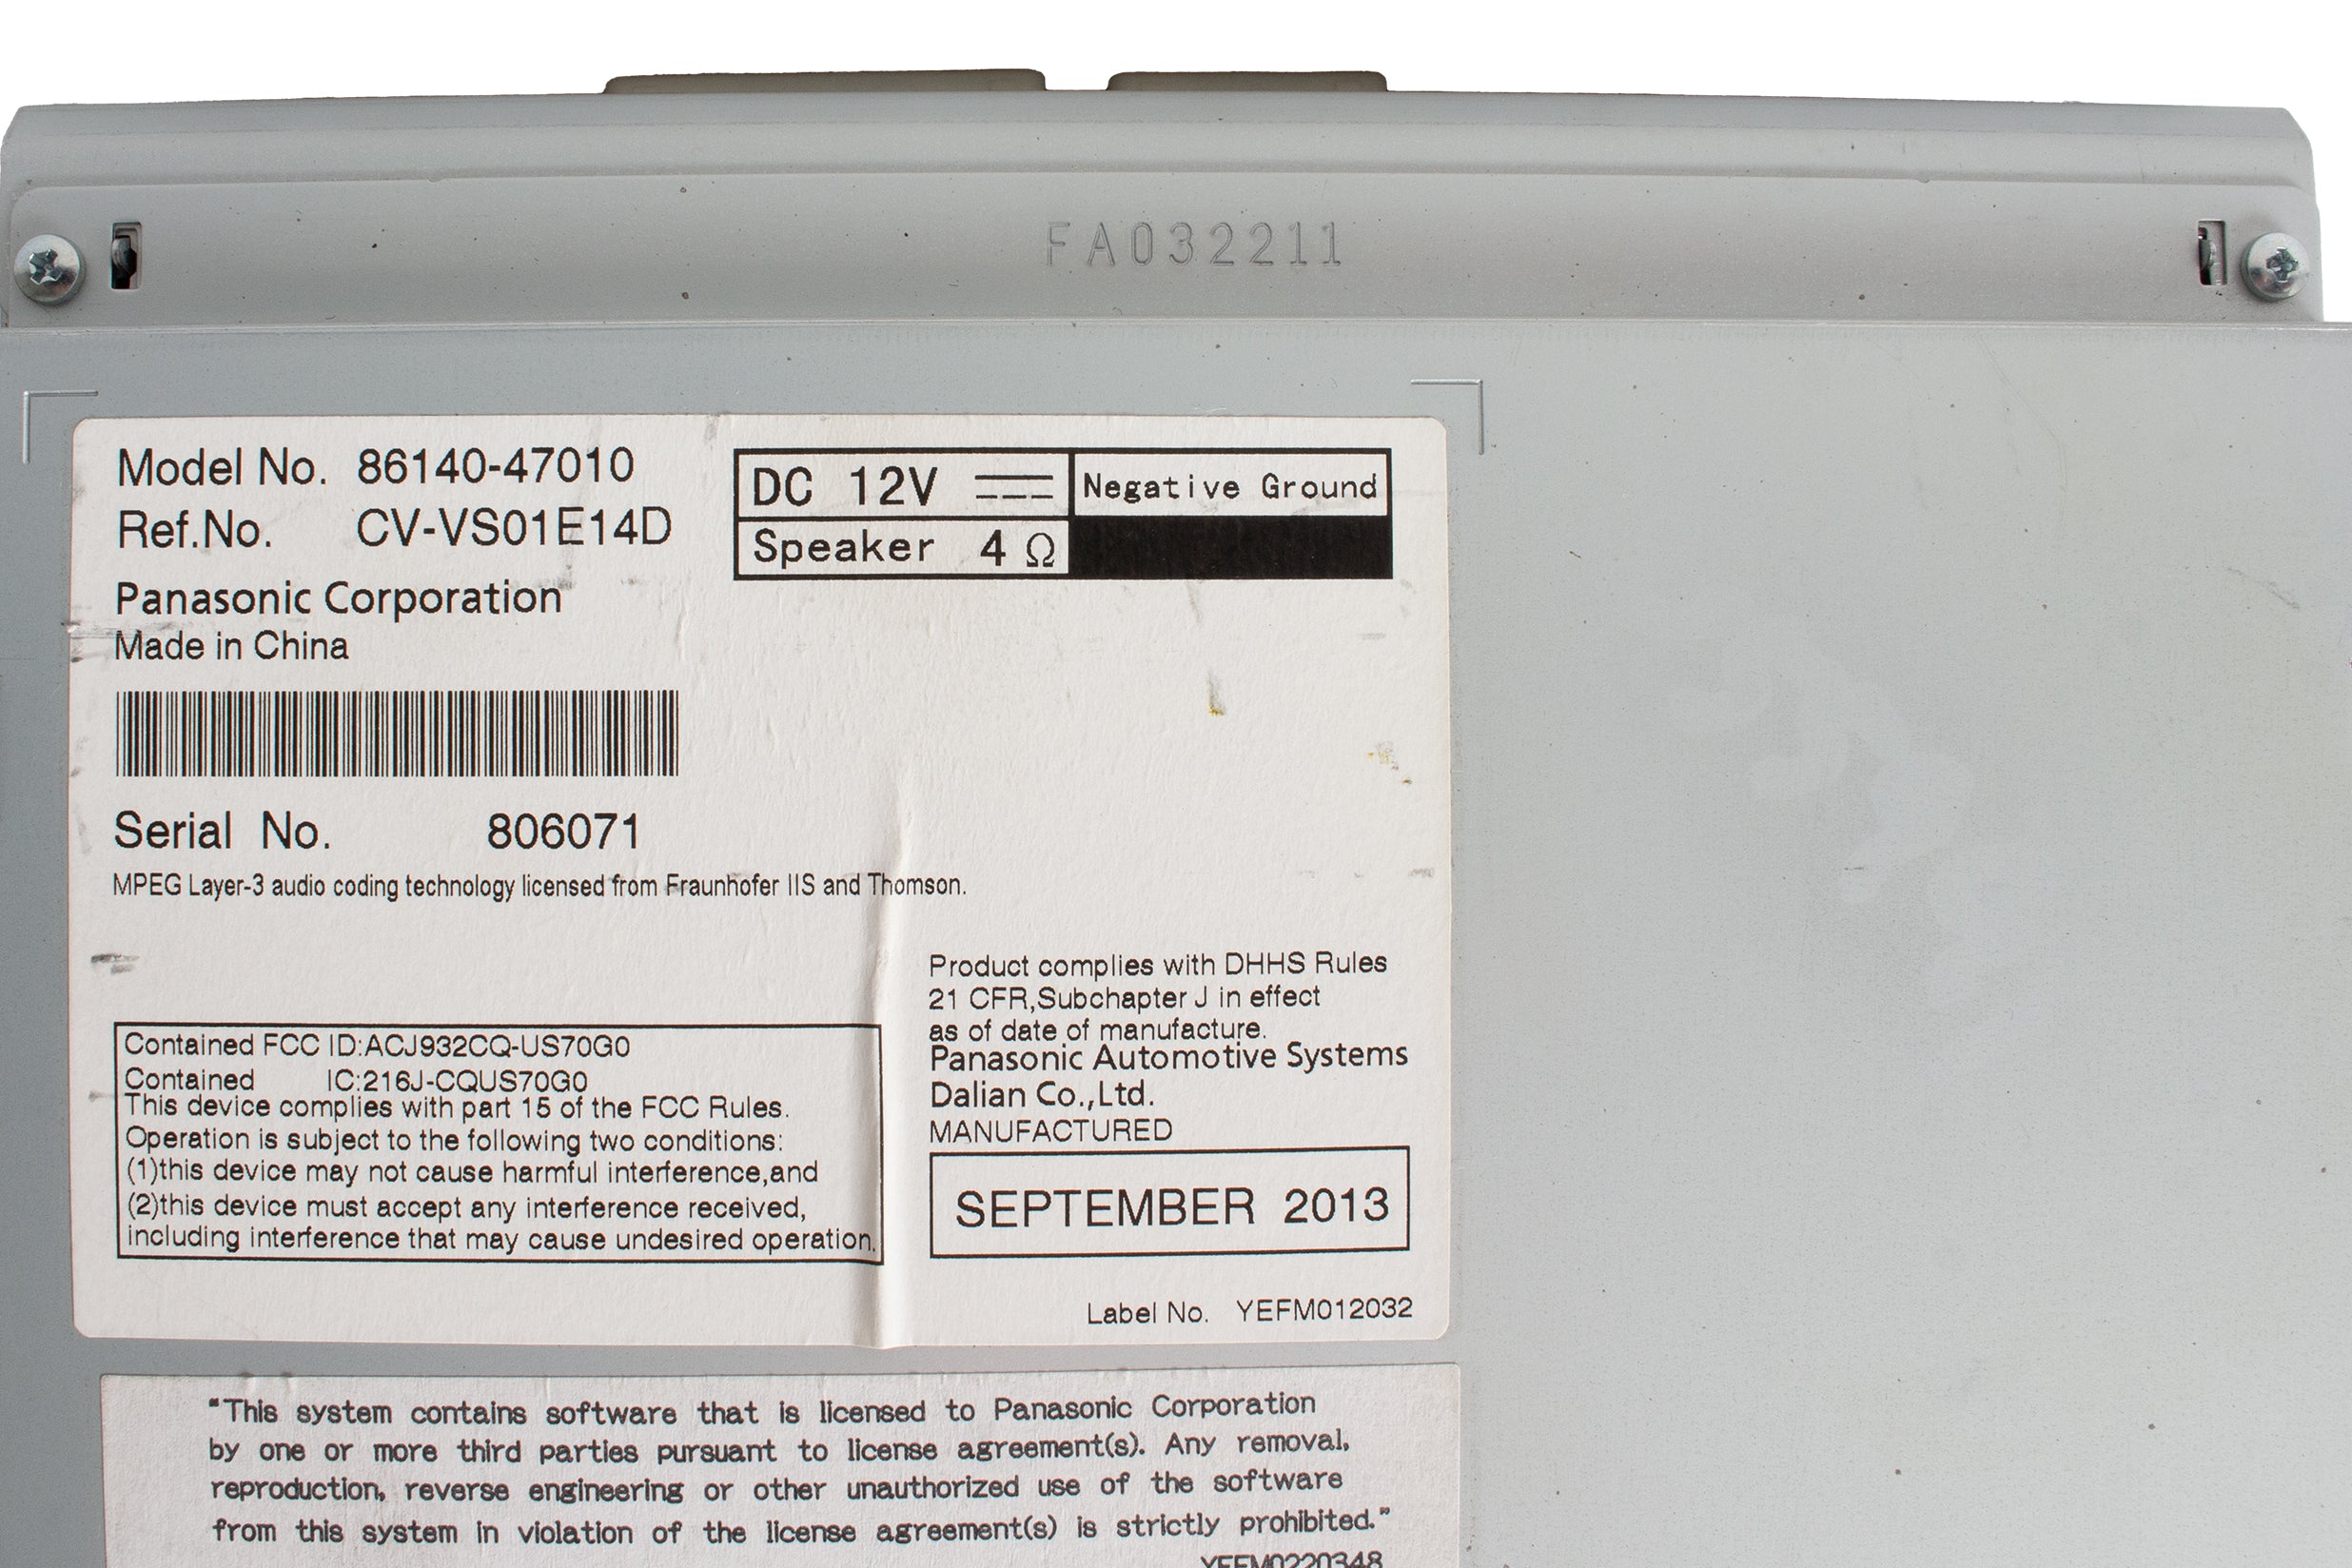 FA032211
Model No. 86140-47010
Ref.No. CV-VS01E14D
DC 12V Negative Ground
Speaker 4 Ω
Panasonic Corporation
Made in China
Serial No. 806071
MPEG Layer-3 audio coding technology licensed from Fraunhofer IIS and Thomson.
Contained FCC ID:ACJ932CQ-US70G0
Contained IC:216J-CQUS70G0
This device complies with part 15 of the FCC Rules.
Operation is subject to the following two conditions:
(1)this device may not cause harmful interference,and
(2)this device must accept any interference received,
including interference that may cause undesired operation.
Product complies with DHHS Rules
21 CFR,Subchapter J in effect
as of date of manufacture.
Panasonic Automotive Systems
Dalian Co.,Ltd.
MANUFACTURED
SEPTEMBER 2013
Label No. YEFM012032
"This system contains software that is licensed to Panasonic Corporation
by one or more third parties pursuant to license agreement(s). Any removal,
reproduction, reverse engineering or other unauthorized use of the software
from this system in violation of the license agreement(s) is strictly prohibited."
YEFM0220348